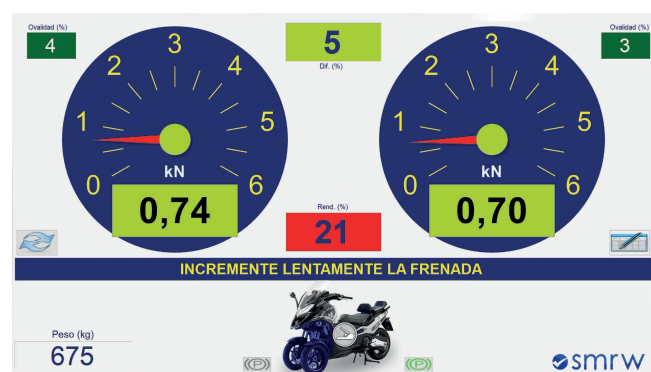 Ovalidad (%)
4
5
Dif. (%)
Ovalidad (%)
3
0
1
2
3
4
5
6
kN
0,74
0
1
2
3
4
5
6
kN
0,70
Rend. (%)
21
INCREMENTE LENTAMENTE LA FRENADA
Peso (kg)
675
(P)
(P)
smrw